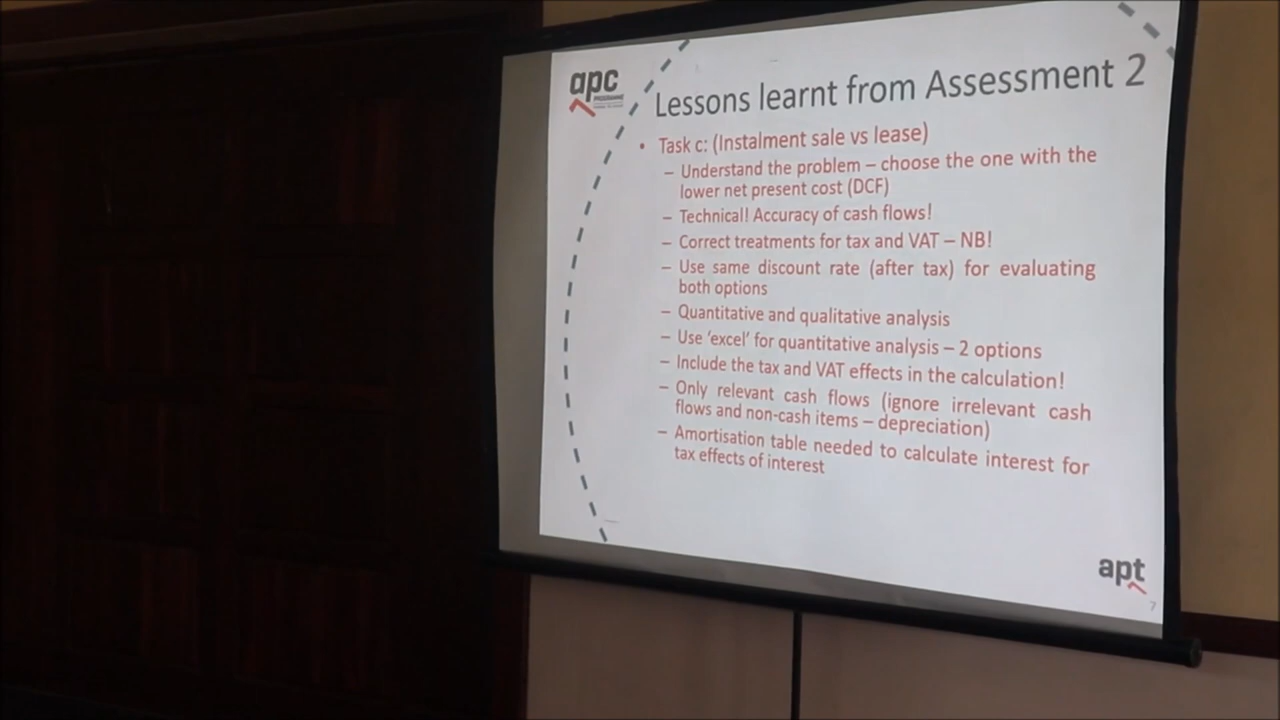 apc
PROGRAMME
Lessons learnt from Assessment 2
• Task c: (Instalment sale vs lease)
– Understand the problem – choose the one with the
lower net present cost (DCF)
– Technical! Accuracy of cash flows!
– Correct treatments for tax and VAT – NB!
– Use same discount rate (after tax) for evaluating
both options
– Quantitative and qualitative analysis
– Use 'excel' for quantitative analysis – 2 options
– Include the tax and VAT effects in the calculation!
– Only relevant cash flows (ignore irrelevant cash
flows and non-cash items – depreciation)
– Amortisation table needed to calculate interest for
tax effects of interest
apt
7